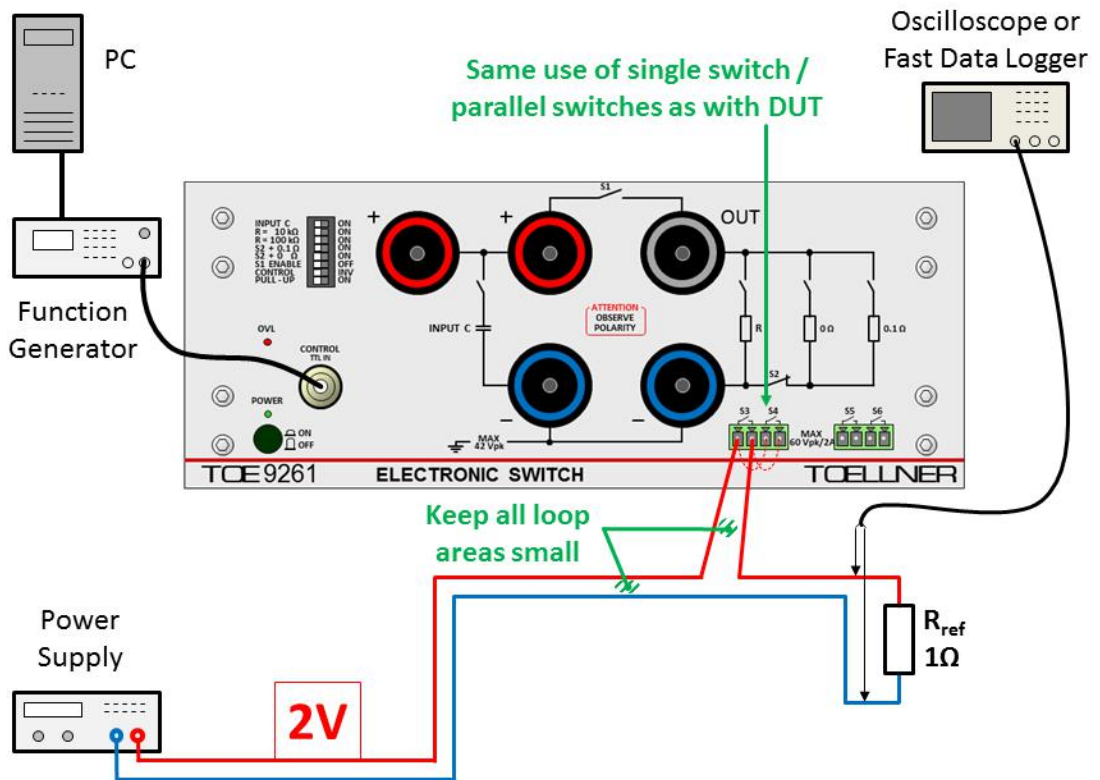 PC
Oscilloscope or
Fast Data Logger
Same use of single switch /
parallel switches as with DUT
Function
Generator
INPUT C ON
R = 10 kΩ ON
R = 100 kΩ ON
S2 + 0.1 Ω ON
S2 + 0 Ω ON
S1 ENABLE OFF
CONTROL INV
PULL - UP ON
+
+
S1
OUT
OVL
CONTROL
TTL IN
POWER
ON
OFF
INPUT C
ATTENTION
OBSERVE
POLARITY
R
0 Ω
0.1 Ω
S2
−
−
MAX
42 Vpk
S3
S4
MAX
60 Vpk/2A
S5
S6
TOE 9261
ELECTRONIC SWITCH
TOELLNER
Keep all loop
areas small
Power
Supply
2V
Rref
1Ω